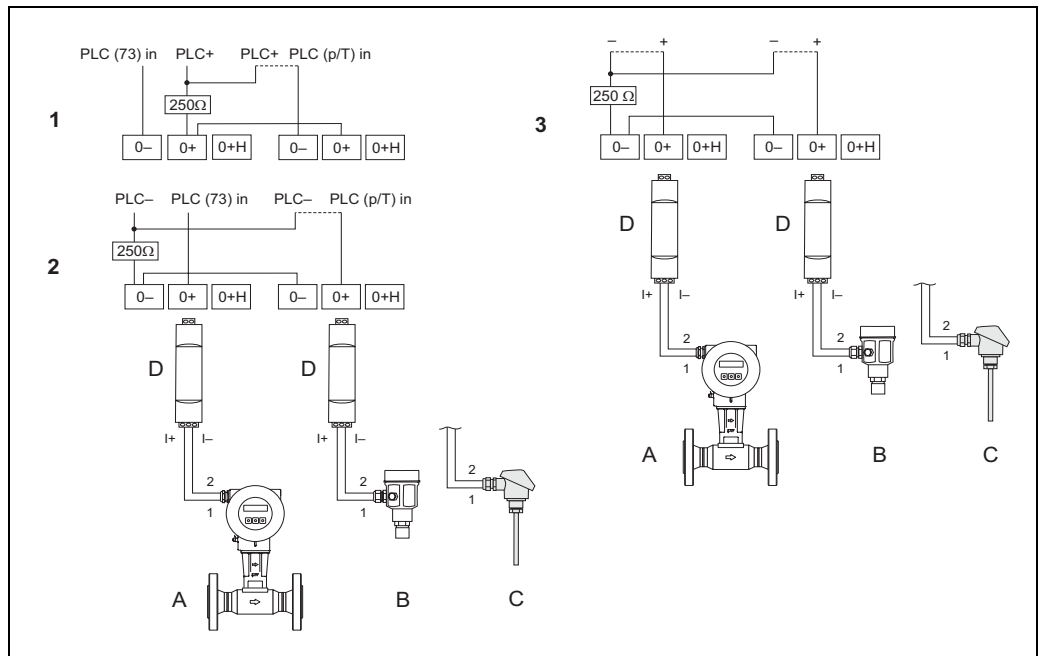 PLC (73) in PLC+ PLC+ PLC (p/T) in
250Ω
1
0– 0+ 0+H 0– 0+ 0+H
PLC– PLC (73) in PLC– PLC (p/T) in
250Ω
2
0– 0+ 0+H 0– 0+ 0+H
D D
I+ I– I+ I–
2
1
2
1
2
1
A B C
– + – +
250 Ω
3
0– 0+ 0+H 0– 0+ 0+H
D D
I+ I– I+ I–
2
1
2
1
2
1
A B C